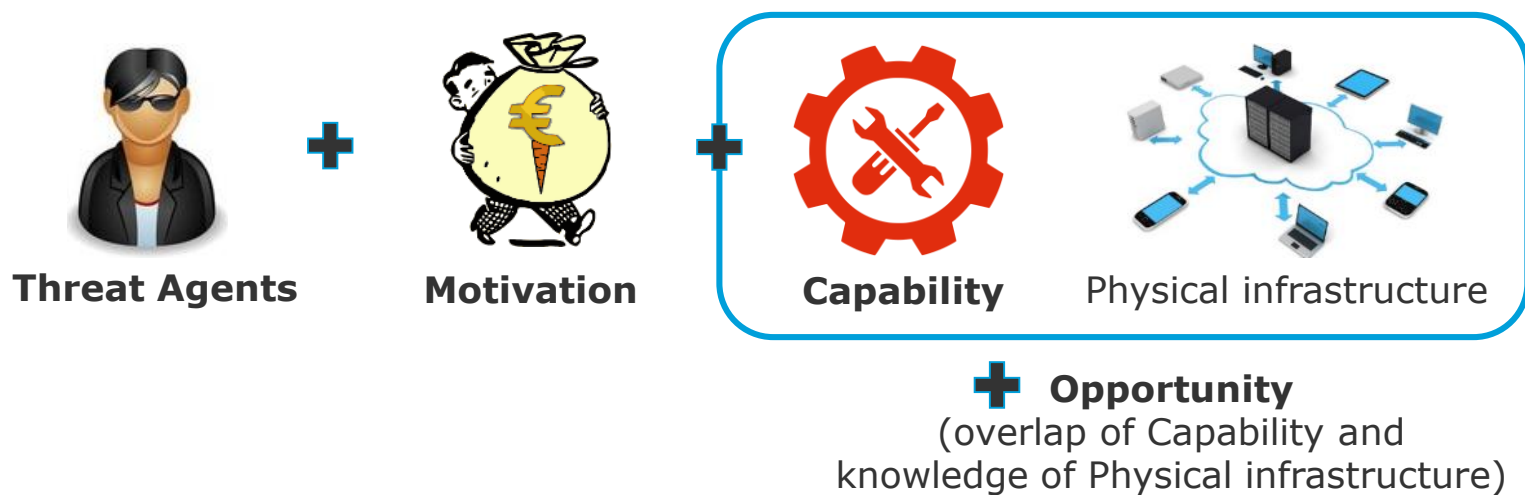 €
Threat Agents
Motivation
Capability
Physical infrastructure
Opportunity
(overlap of Capability and
knowledge of Physical infrastructure)